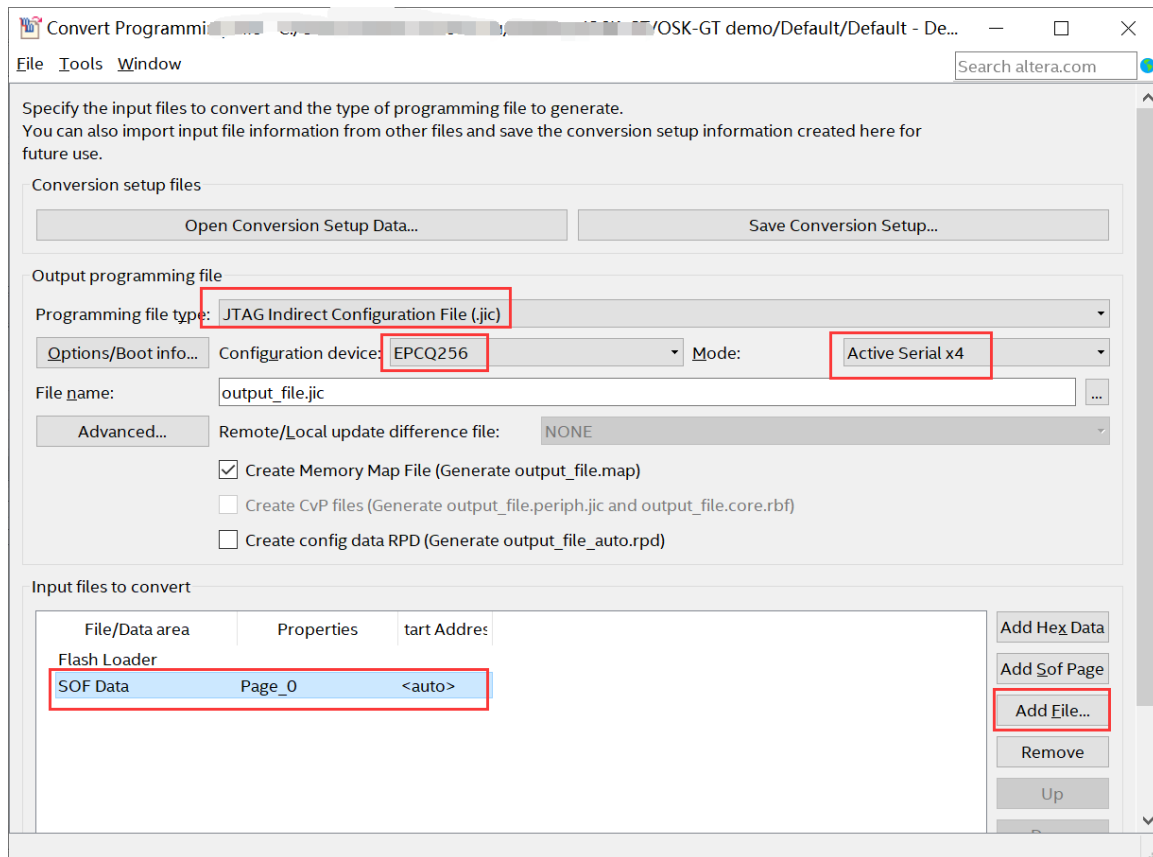 Convert Programmi /OSK-GT demo/Default/Default - De...
File Tools Window
Search altera.com
Specify the input files to convert and the type of programming file to generate.
You can also import input file information from other files and save the conversion setup information created here for
future use.
Conversion setup files
Open Conversion Setup Data... Save Conversion Setup...
Output programming file
Programming file type: JTAG Indirect Configuration File (.jic)
Options/Boot info... Configuration device: EPCQ256 Mode: Active Serial x4
File name: output_file.jic ...
Advanced... Remote/Local update difference file: NONE
Create Memory Map File (Generate output_file.map)
Create CvP files (Generate output_file.periph.jic and output_file.core.rbf)
Create config data RPD (Generate output_file_auto.rpd)
Input files to convert
File/Data area Properties tart Addres
Add Hex Data
Flash Loader
Add Sof Page
SOF Data Page_0 <auto>
Add File...
Remove
Up